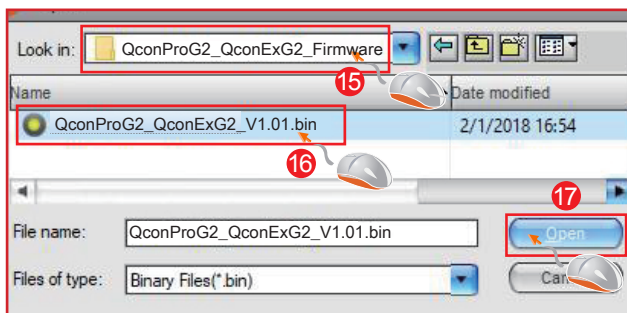 Look in: QconProG2_QconExG2_Firmware
15
Name Date modified
QconProG2_QconExG2_V1.01.bin 2/1/2018 16:54
16
17
File name: QconProG2_QconExG2_V1.01.bin Open
Files of type: Binary Files(*.bin)